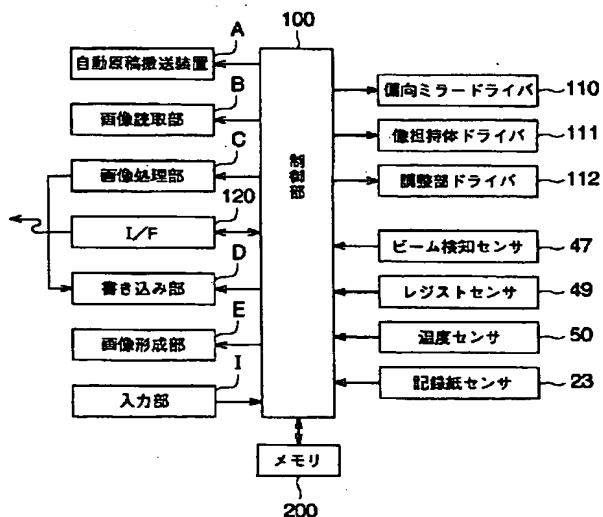 100
A
自動原稿搬送装置
B
画像読取部
C
画像処理部
120
I/F
D
書き込み部
E
画像形成部
I
入力部
制御部
偏向ミラードライバ
110
像担持体ドライバ
111
調整部ドライバ
112
ビーム検知センサ
47
レジストセンサ
49
温度センサ
50
記録紙センサ
23
メモリ
200